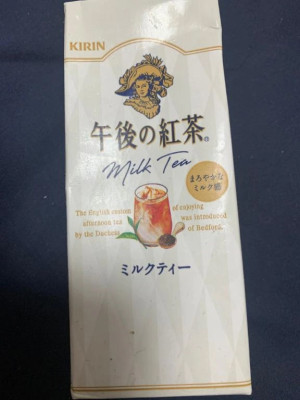 KIRIN
午後の紅茶®
Milk Tea
まろやかな
ミルク感
The English custom of enjoying
afternoon tea was introduced
by the Duchess of Bedford.
ミルクティー